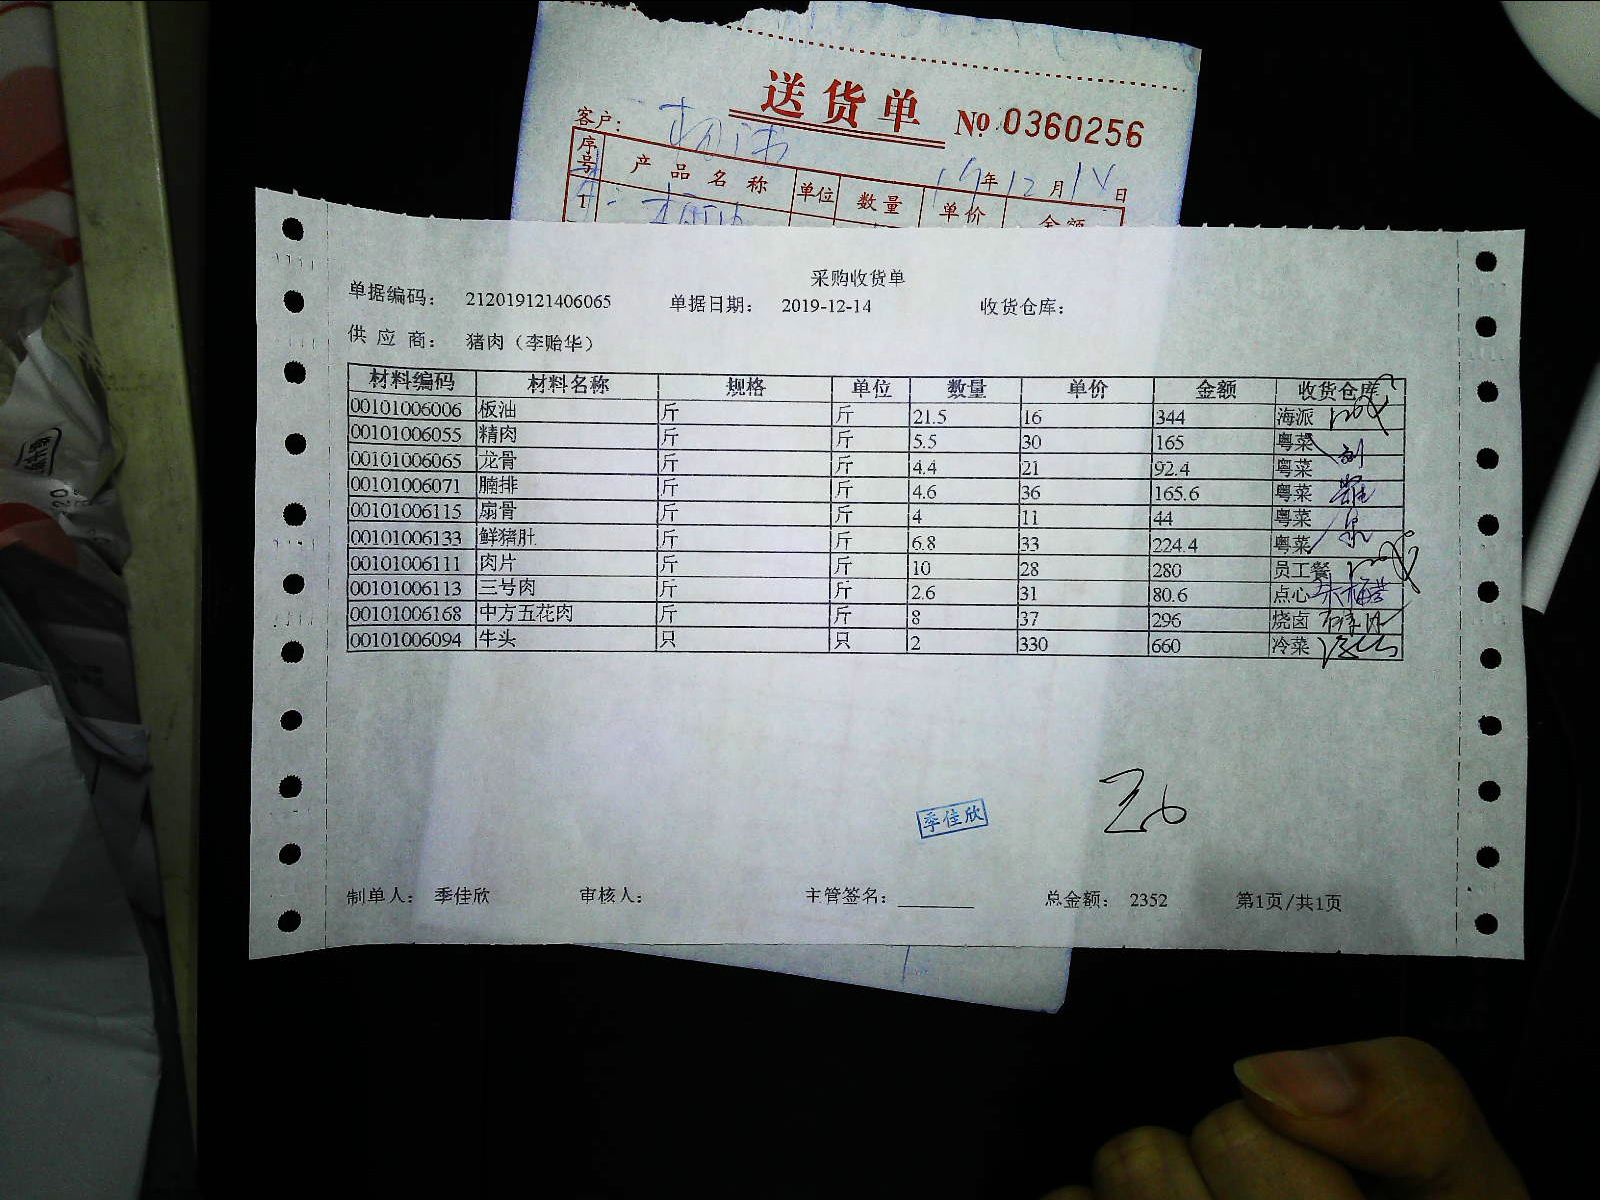 送货单 № 0360256
客户:
19年12月14日
序号 产品名称 单位 数量 单价 金额
1
采购收货单
单据编码： 212019121406065 单据日期： 2019-12-14 收货仓库：
供应商： 猪肉（李贻华）
材料编码 材料名称 规格 单位 数量 单价 金额 收货仓库
00101006006 板油 斤 斤 21.5 16 344 海派
00101006055 精肉 斤 斤 5.5 30 165 粤菜
00101006065 龙骨 斤 斤 4.4 21 92.4 粤菜
00101006071 腩排 斤 斤 4.6 36 165.6 粤菜
00101006115 扇骨 斤 斤 4 11 44 粤菜
00101006133 鲜猪肚 斤 斤 6.8 33 224.4 粤菜
00101006111 肉片 斤 斤 10 28 280 员工餐
00101006113 三号肉 斤 斤 2.6 31 80.6 点心
00101006168 中方五花肉 斤 斤 8 37 296 烧卤
00101006094 牛头 只 只 2 330 660 冷菜
季佳欣
26
制单人： 季佳欣 审核人： 主管签名： 总金额： 2352 第1页/共1页